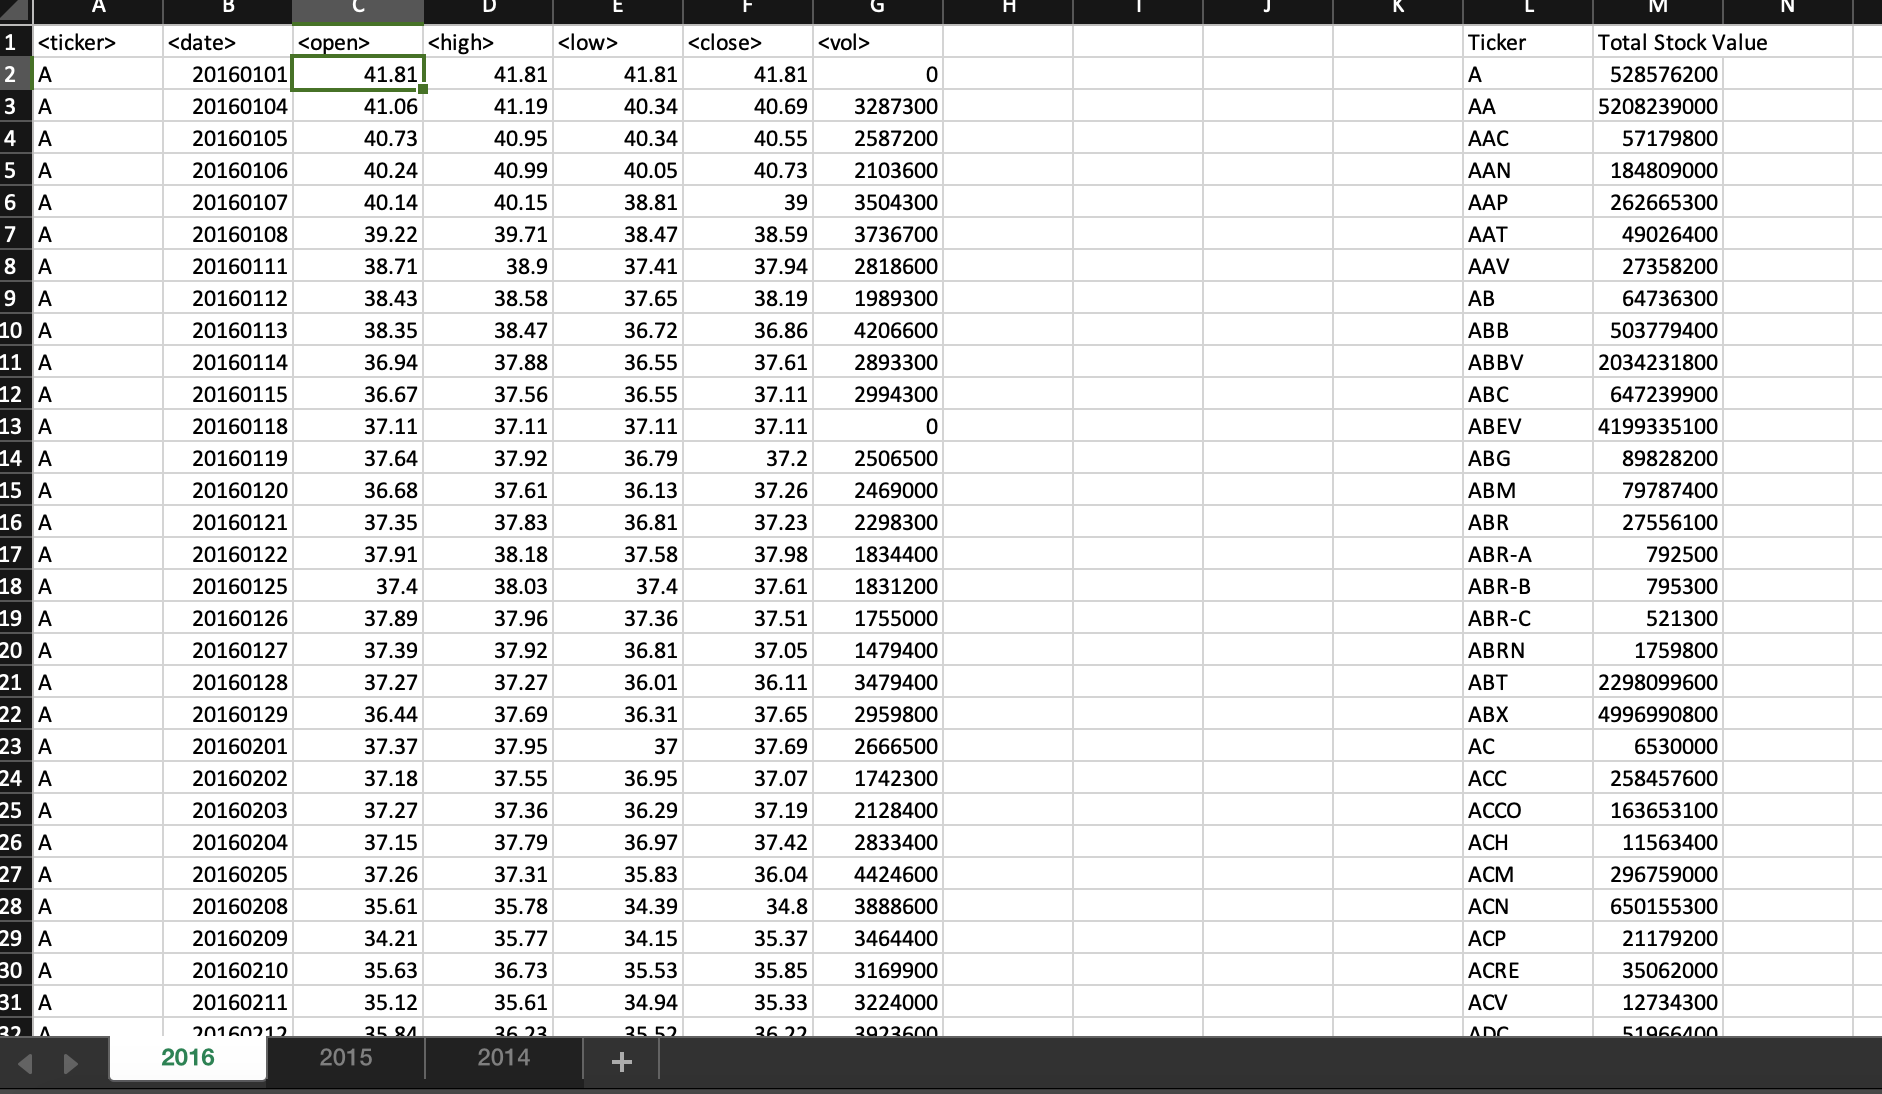 A B C D E F G H I J K L M N
1 <ticker> <date> <open> <high> <low> <close> <vol> Ticker Total Stock Value
2 A 20160101 41.81 41.81 41.81 41.81 0 A 528576200
3 A 20160104 41.06 41.19 40.34 40.69 3287300 AA 5208239000
4 A 20160105 40.73 40.95 40.34 40.55 2587200 AAC 57179800
5 A 20160106 40.24 40.99 40.05 40.73 2103600 AAN 184809000
6 A 20160107 40.14 40.15 38.81 39 3504300 AAP 262665300
7 A 20160108 39.22 39.71 38.47 38.59 3736700 AAT 49026400
8 A 20160111 38.71 38.9 37.41 37.94 2818600 AAV 27358200
9 A 20160112 38.43 38.58 37.65 38.19 1989300 AB 64736300
10 A 20160113 38.35 38.47 36.72 36.86 4206600 ABB 503779400
11 A 20160114 36.94 37.88 36.55 37.61 2893300 ABBV 2034231800
12 A 20160115 36.67 37.56 36.55 37.11 2994300 ABC 647239900
13 A 20160118 37.11 37.11 37.11 37.11 0 ABEV 4199335100
14 A 20160119 37.64 37.92 36.79 37.2 2506500 ABG 89828200
15 A 20160120 36.68 37.61 36.13 37.26 2469000 ABM 79787400
16 A 20160121 37.35 37.83 36.81 37.23 2298300 ABR 27556100
17 A 20160122 37.91 38.18 37.58 37.98 1834400 ABR-A 792500
18 A 20160125 37.4 38.03 37.4 37.61 1831200 ABR-B 795300
19 A 20160126 37.89 37.96 37.36 37.51 1755000 ABR-C 521300
20 A 20160127 37.39 37.92 36.81 37.05 1479400 ABRN 1759800
21 A 20160128 37.27 37.27 36.01 36.11 3479400 ABT 2298099600
22 A 20160129 36.44 37.69 36.31 37.65 2959800 ABX 4996990800
23 A 20160201 37.37 37.95 37 37.69 2666500 AC 6530000
24 A 20160202 37.18 37.55 36.95 37.07 1742300 ACC 258457600
25 A 20160203 37.27 37.36 36.29 37.19 2128400 ACCO 163653100
26 A 20160204 37.15 37.79 36.97 37.42 2833400 ACH 11563400
27 A 20160205 37.26 37.31 35.83 36.04 4424600 ACM 296759000
28 A 20160208 35.61 35.78 34.39 34.8 3888600 ACN 650155300
29 A 20160209 34.21 35.77 34.15 35.37 3464400 ACP 21179200
30 A 20160210 35.63 36.73 35.53 35.85 3169900 ACRE 35062000
31 A 20160211 35.12 35.61 34.94 35.33 3224000 ACV 12734300
32 A 20160212 35.84 36.23 35.52 36.22 3923600 ADC 51966400
2016 2015 2014 +